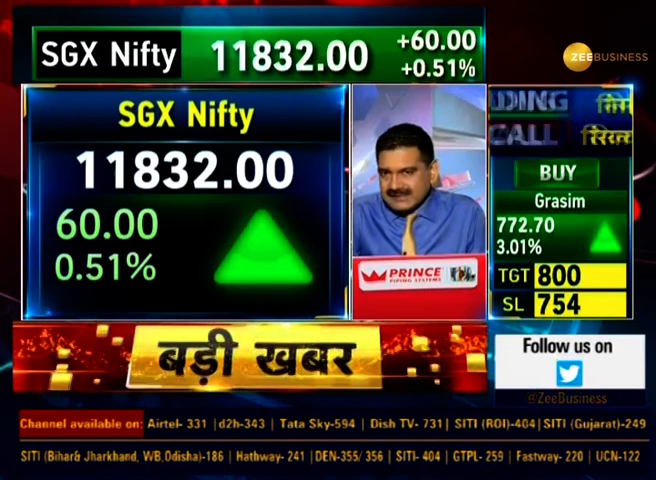 SGX Nifty 11832.00 +60.00
+0.51%
ZEEBUSINESS
SGX Nifty
11832.00
60.00
0.51%
PRINCE
PIPING SYSTEMS
CALL
BUY
Grasim
772.70
3.01%
TGT 800
SL 754
बड़ी खबर
Follow us on
@ZeeBusiness
Channel available on: Airtel- 331 | d2h-343 | Tata Sky-594 | Dish TV- 731 | SITI (ROI)-404 | SITI (Gujarat)-249
SITI (Bihar& Jharkhand, WB,Odisha)-186 | Hathway- 241 | DEN-355/ 356 | SITI- 404 | GTPL- 259 | Fastway- 220 | UCN-122